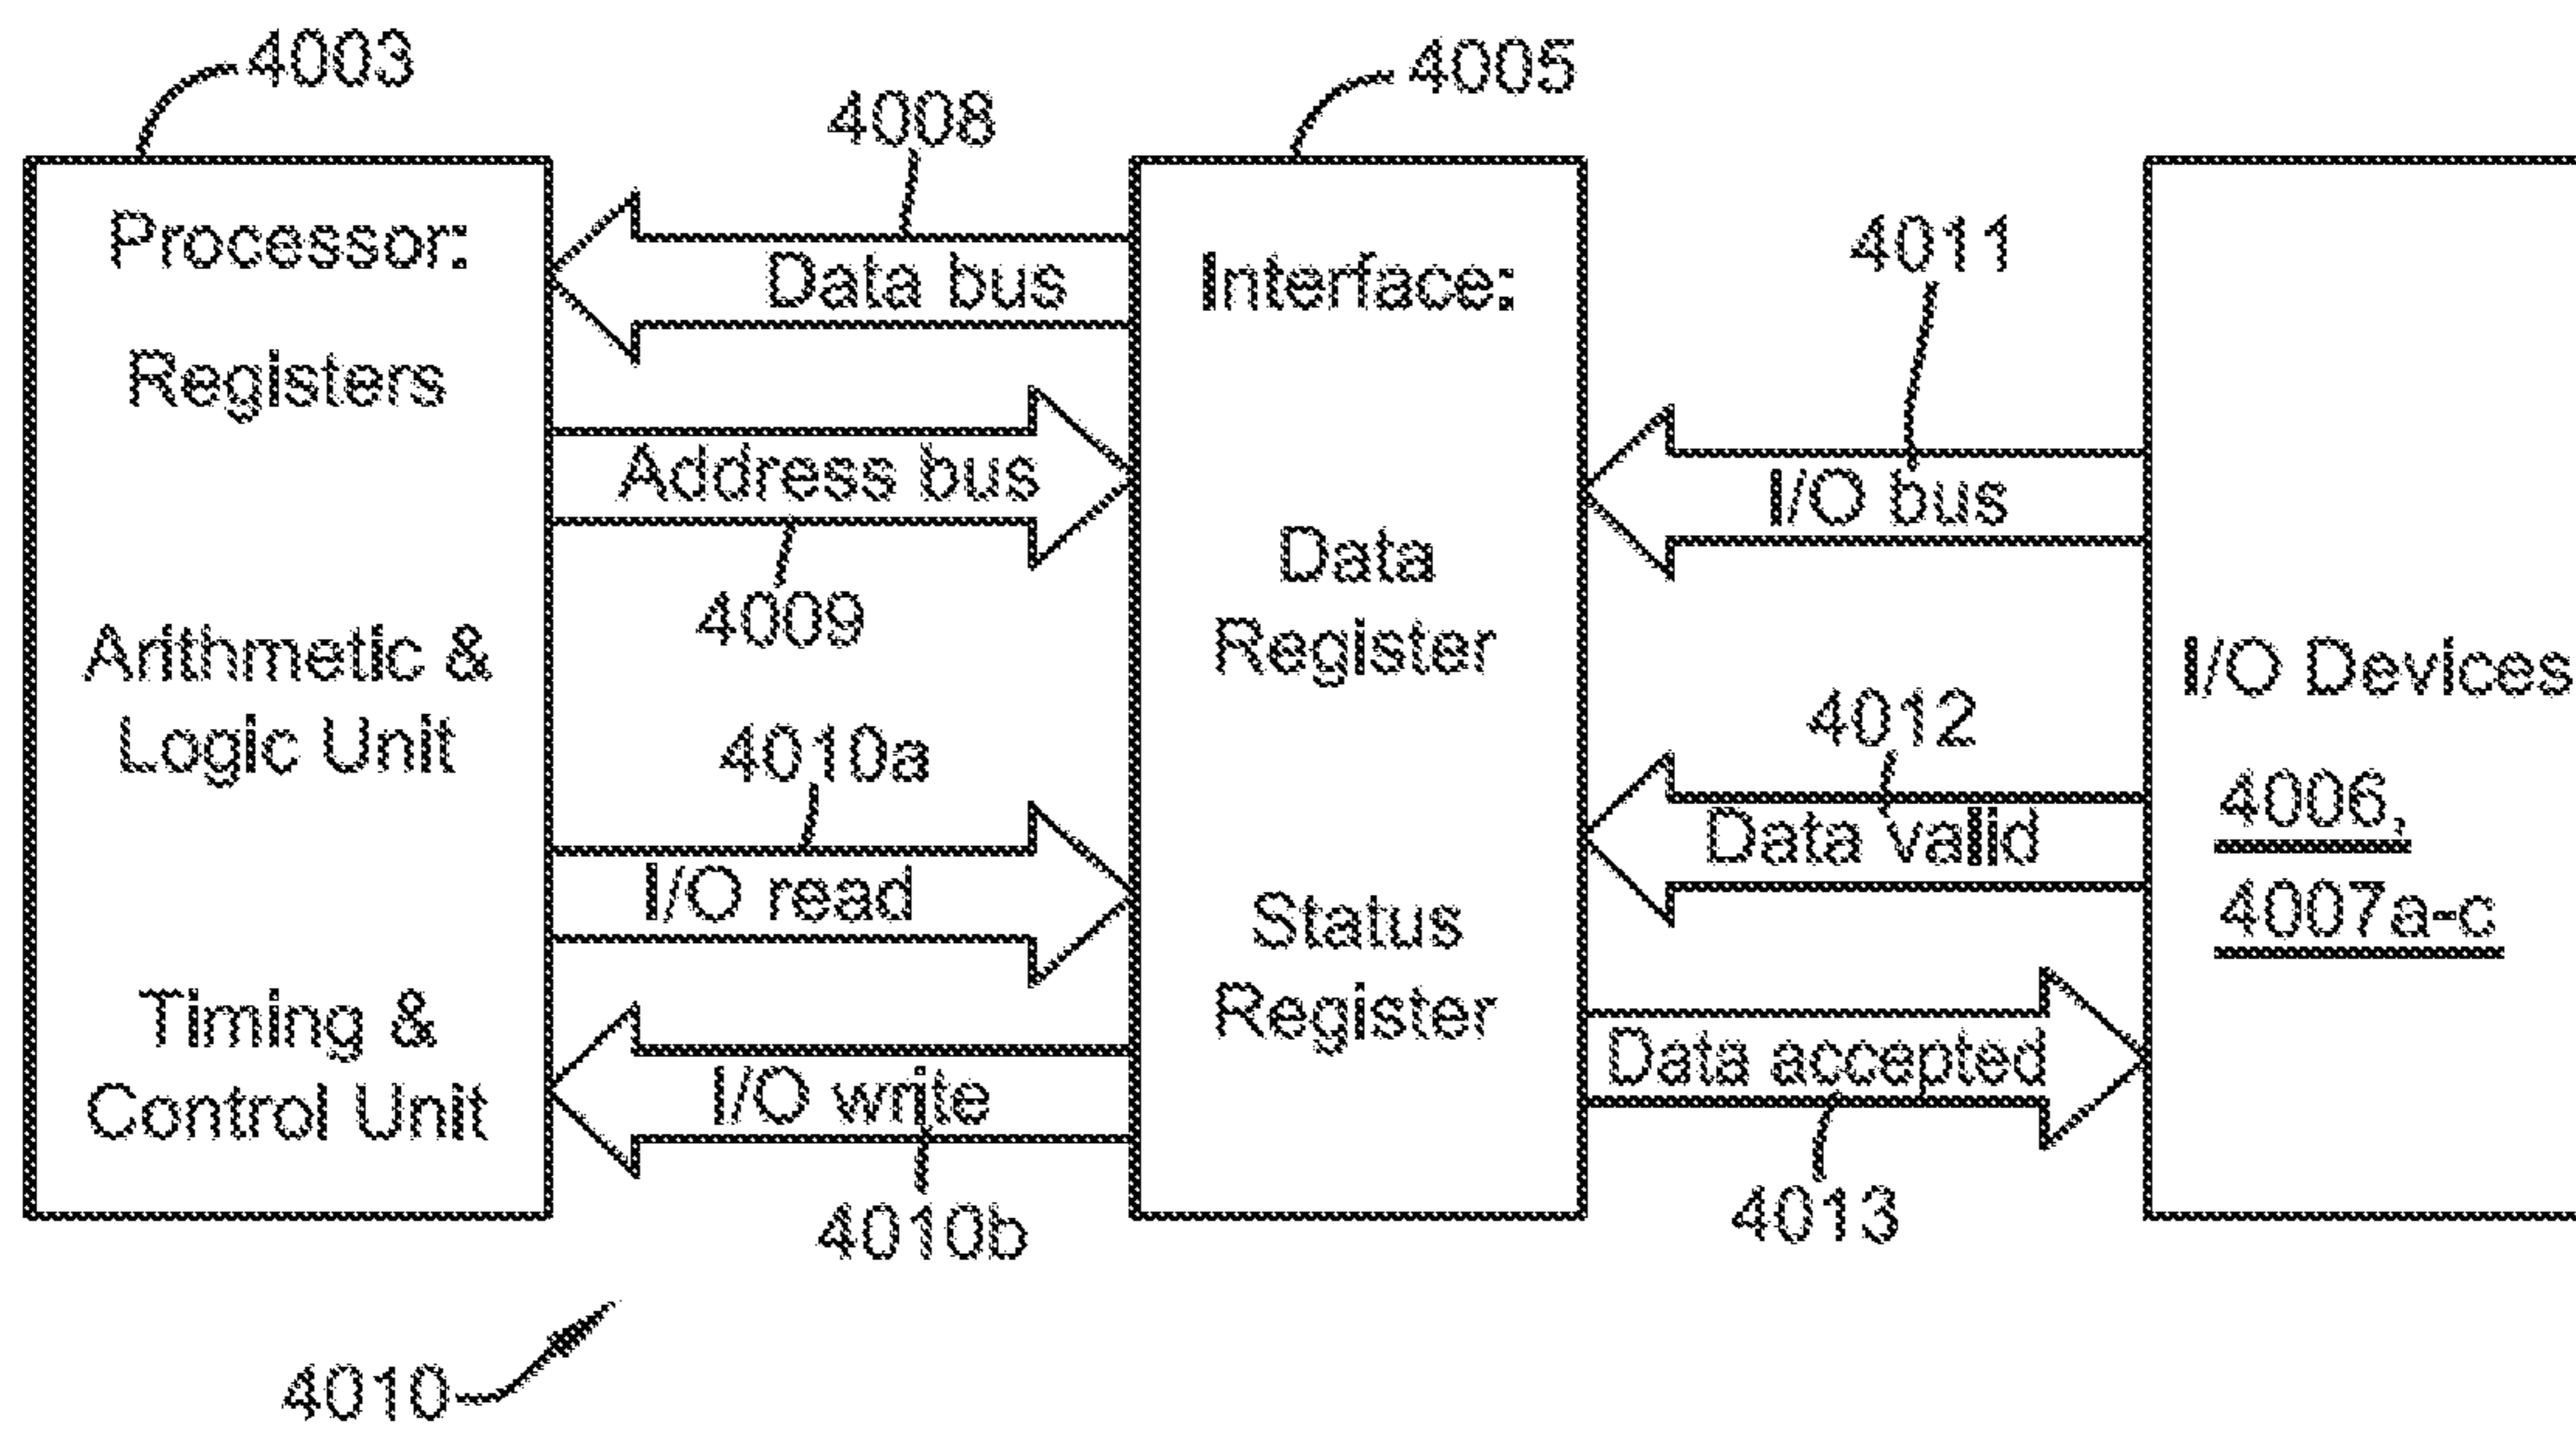 4003
4005
4008
4011
Processor:
Registers
Arithmetic &
Logic Unit
Timing &
Control Unit
Data bus
Address bus
4009
4010a
I/O read
I/O write
4010b
Interface:
Data
Register
Status
Register
I/O bus
4012
Data valid
Data accepted
4013
I/O Devices
4006,
4007a-c
4010